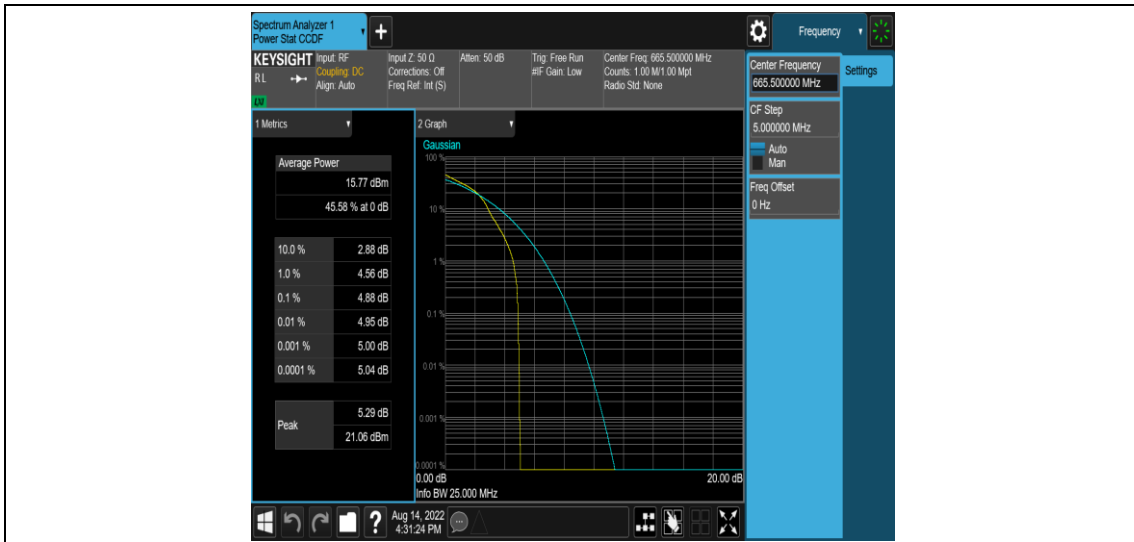 Spectrum Analyzer 1
Power Stat CCDF
Frequency
KEYSIGHT
RL
LXI
Input: RF
Coupling: DC
Align: Auto
Input Z: 50 Ω
Corrections: Off
Freq Ref: Int (S)
Atten: 50 dB
Trig: Free Run
#IF Gain: Low
Center Freq: 665.500000 MHz
Counts: 1.00 M/1.00 Mpt
Radio Std: None
Center Frequency
665.500000 MHz
Settings
CF Step
5.000000 MHz
Auto
Man
Freq Offset
0 Hz
1 Metrics
Average Power
15.77 dBm
45.58 % at 0 dB
10.0 % 2.88 dB
1.0 % 4.56 dB
0.1 % 4.88 dB
0.01 % 4.95 dB
0.001 % 5.00 dB
0.0001 % 5.04 dB
Peak
5.29 dB
21.06 dBm
2 Graph
Gaussian
100 %
10 %
1 %
0.1 %
0.01 %
0.001 %
0.0001 %
0.00 dB 20.00 dB
Info BW 25.000 MHz
?
Aug 14, 2022
4:31:24 PM